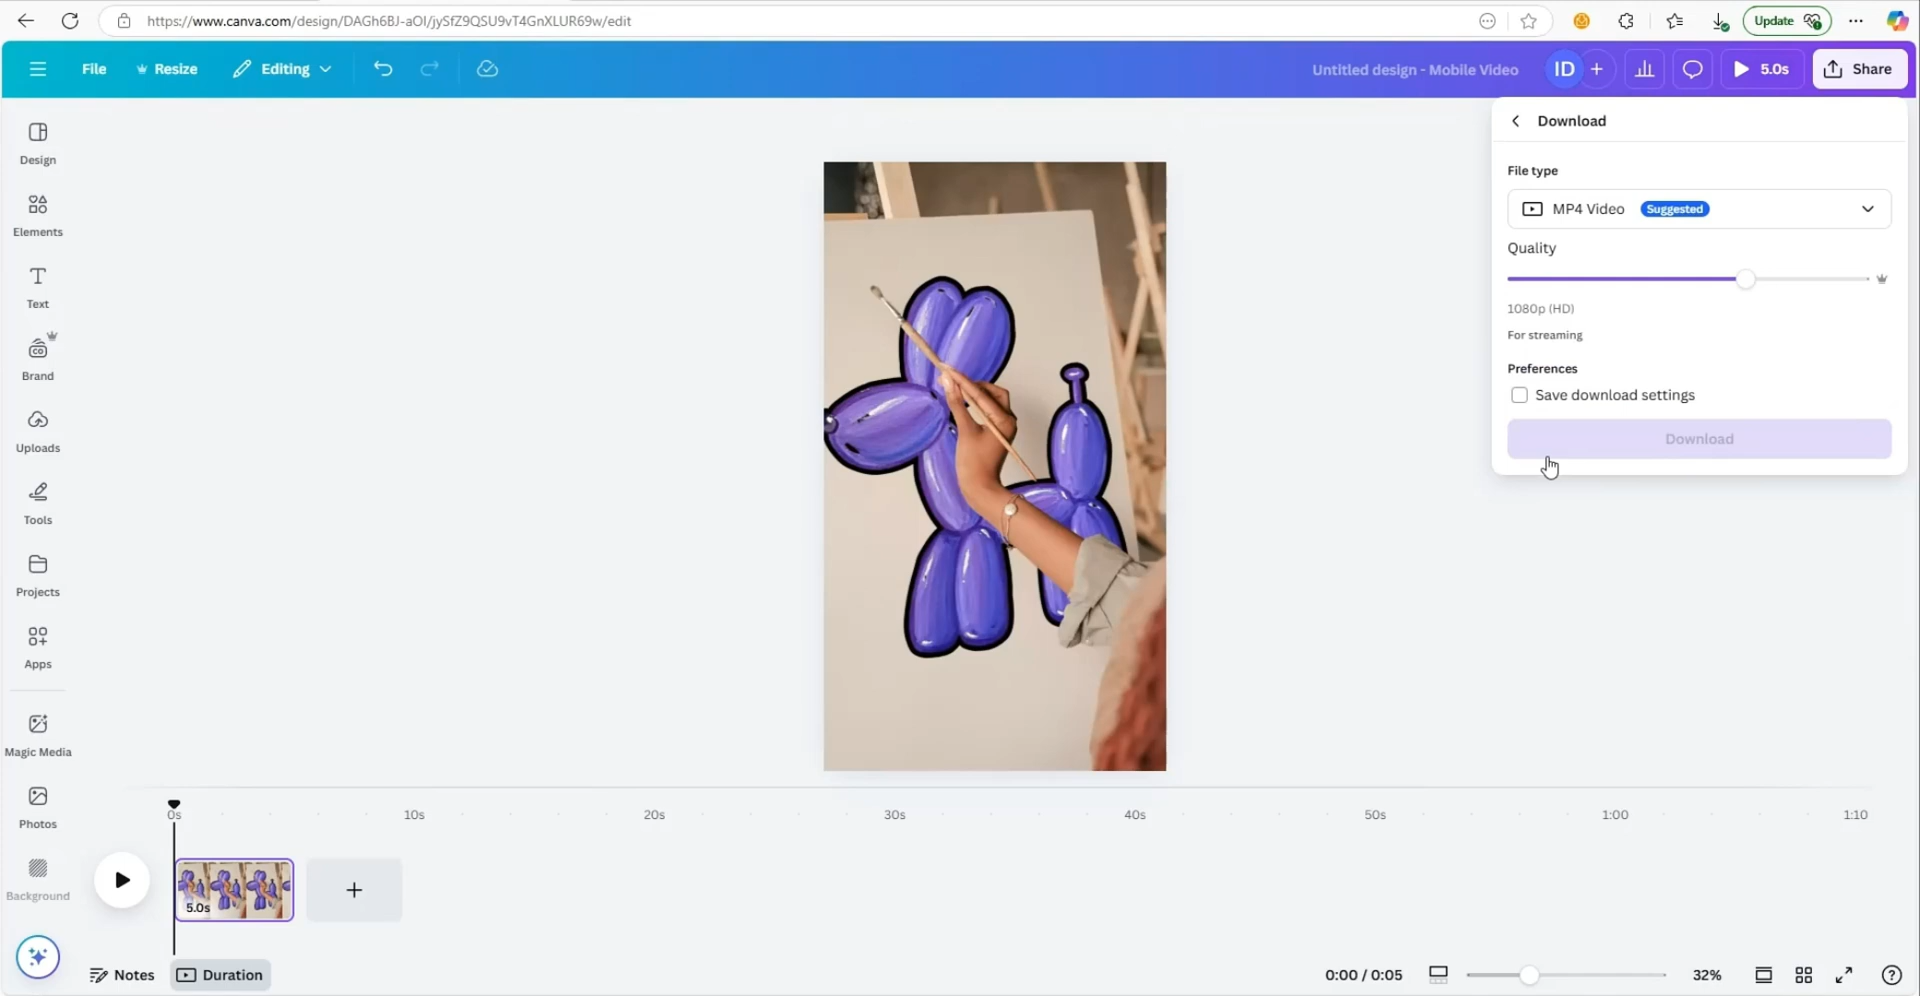 https://www.canva.com/design/DAGh6BJ-aOI/jySfZ9QSU9vT4GnXLUR69w/edit
Update
File
Resize
Editing
Untitled design - Mobile Video
ID
5.0s
Share
Design
Elements
Text
Brand
Uploads
Tools
Projects
Apps
Magic Media
Photos
Background
Download
File type
MP4 Video Suggested
Quality
1080p (HD)
For streaming
Preferences
Save download settings
Download
0s 10s 20s 30s 40s 50s 1:00 1:10
5.0s
Notes
Duration
0:00 / 0:05
32%